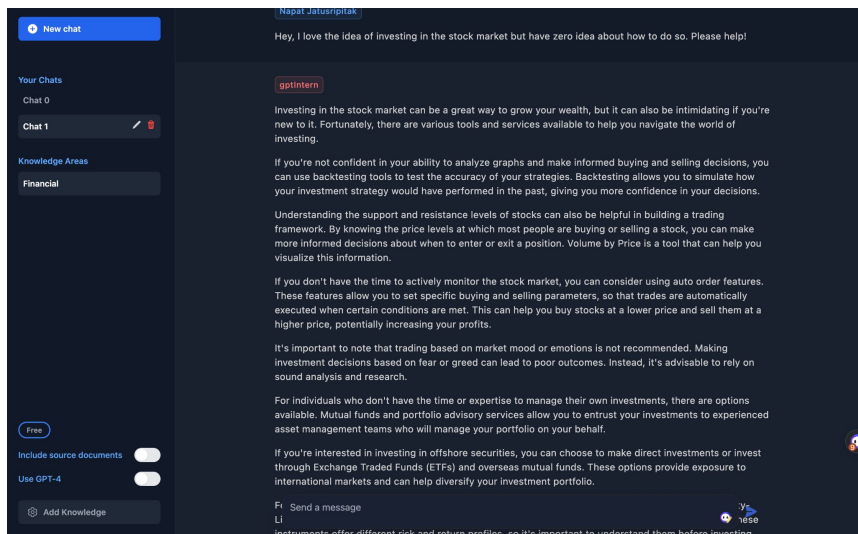 New chat
Your Chats
Chat 0
Chat 1
Knowledge Areas
Financial
Free
Include source documents
Use GPT-4
Add Knowledge
Napat Jatusripitak
Hey, I love the idea of investing in the stock market but have zero idea about how to do so. Please help!
gptintern
Investing in the stock market can be a great way to grow your wealth, but it can also be intimidating if you're
new to it. Fortunately, there are various tools and services available to help you navigate the world of
investing.
If you're not confident in your ability to analyze graphs and make informed buying and selling decisions, you
can use backtesting tools to test the accuracy of your strategies. Backtesting allows you to simulate how
your investment strategy would have performed in the past, giving you more confidence in your decisions.
Understanding the support and resistance levels of stocks can also be helpful in building a trading
framework. By knowing the price levels at which most people are buying or selling a stock, you can make
more informed decisions about when to enter or exit a position. Volume by Price is a tool that can help you
visualize this information.
If you don't have the time to actively monitor the stock market, you can consider using auto order features.
These features allow you to set specific buying and selling parameters, so that trades are automatically
executed when certain conditions are met. This can help you buy stocks at a lower price and sell them at a
higher price, potentially increasing your profits.
It's important to note that trading based on market mood or emotions is not recommended. Making
investment decisions based on fear or greed can lead to poor outcomes. Instead, it's advisable to rely on
sound analysis and research.
For individuals who don't have the time or expertise to manage their own investments, there are options
available. Mutual funds and portfolio advisory services allow you to entrust your investments to experienced
asset management teams who will manage your portfolio on your behalf.
If you're interested in investing in offshore securities, you can choose to make direct investments or invest
through Exchange Traded Funds (ETFs) and overseas mutual funds. These options provide exposure to
international markets and can help diversify your investment portfolio.
Send a message
instruments offer different risk and return profiles, so it's important to understand them before investing